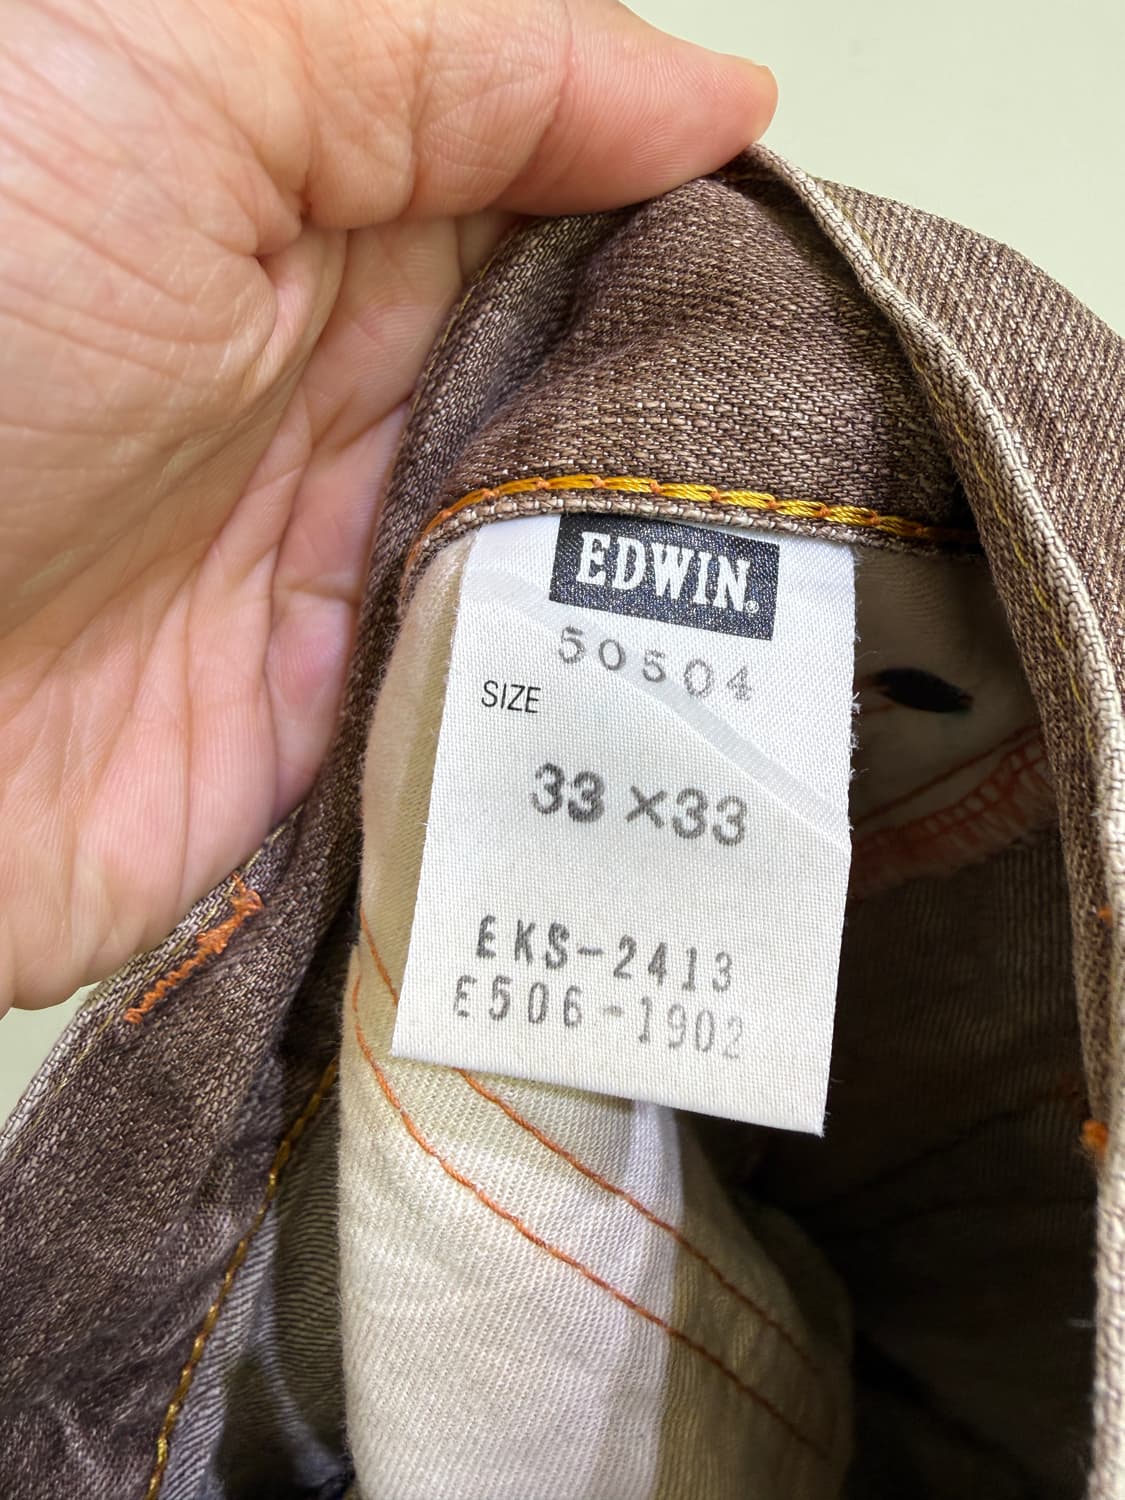 EDWIN®
50504
SIZE
33×33
EKS-2413
E506-1902